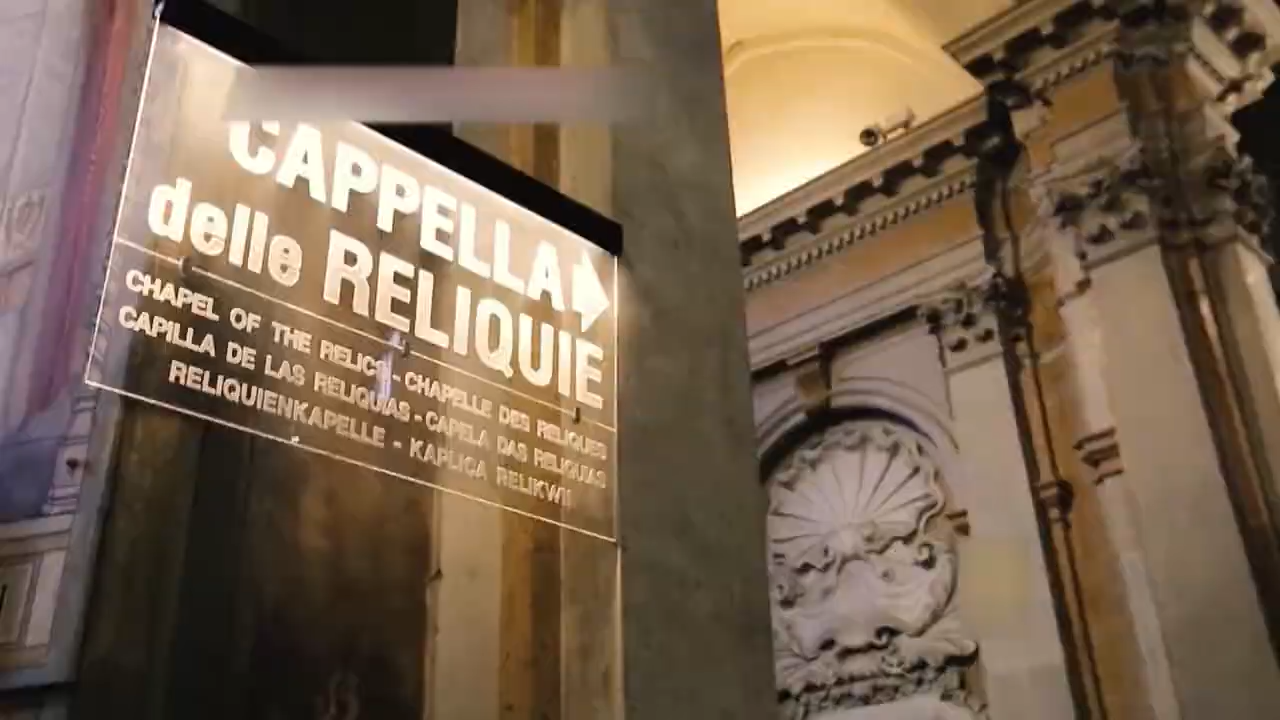 CAPPELLA
delle RELIQUIE
CHAPEL OF THE RELICS - CHAPELLE DES RELIQUES
CAPILLA DE LAS RELIQUIAS - CAPELA DAS RELIQUIAS
RELIQUIENKAPELLE - KAPLICA RELIKWII